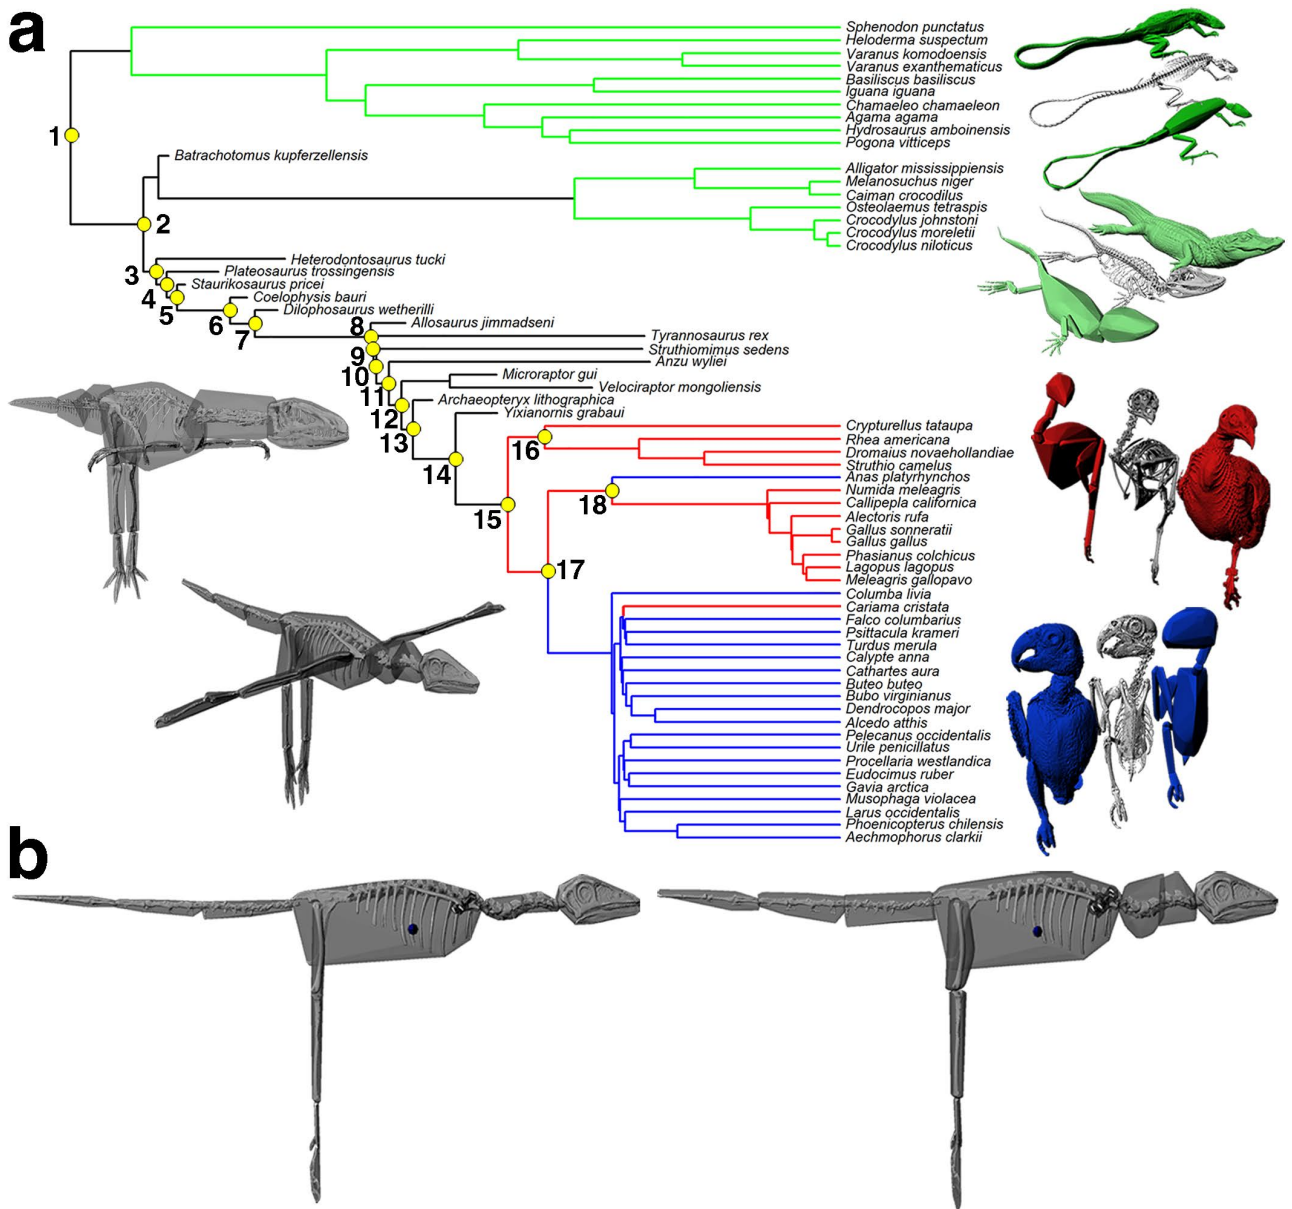 a
Sphenodon punctatus
Heloderma suspectum
Varanus komodoensis
Varanus exanthematicus
Basiliscus basiliscus
Iguana iguana
Chamaeleo chamaeleon
Agama agama
Hydrosaurus amboinensis
Pogona vitticeps
1
Batrachotomus kupferzellensis
Alligator mississippiensis
Melanosuchus niger
Caiman crocodilus
Osteolaemus tetraspis
Crocodylus johnstoni
Crocodylus moreletii
Crocodylus niloticus
2
Heterodontosaurus tucki
3
Plateosaurus trossingensis
4
Staurikosaurus pricei
5
Coelophysis bauri
6
Dilophosaurus wetherilli
7
8
Allosaurus jimmadseni
Tyrannosaurus rex
9
Struthiomimus sedens
10
Anzu wyliei
11
Microraptor gui
Velociraptor mongoliensis
12
Archaeopteryx lithographica
13
Yixianornis grabaui
14
Crypturellus tataupa
16
Rhea americana
Dromaius novaehollandiae
Struthio camelus
Anas platyrhynchos
15
18
Numida meleagris
Callipepla californica
Alectoris rufa
Gallus sonneratii
Gallus gallus
Phasianus colchicus
17
Lagopus lagopus
Meleagris gallopavo
Columba livia
Cariama cristata
Falco columbarius
Psittacula krameri
Turdus merula
Calypte anna
Cathartes aura
Buteo buteo
Bubo virginianus
Dendrocopos major
Alcedo atthis
Pelecanus occidentalis
Urile penicillatus
Procellaria westlandica
Eudocimus ruber
Gavia arctica
Musophaga violacea
Larus occidentalis
Phoenicopterus chilensis
Aechmophorus clarkii
b